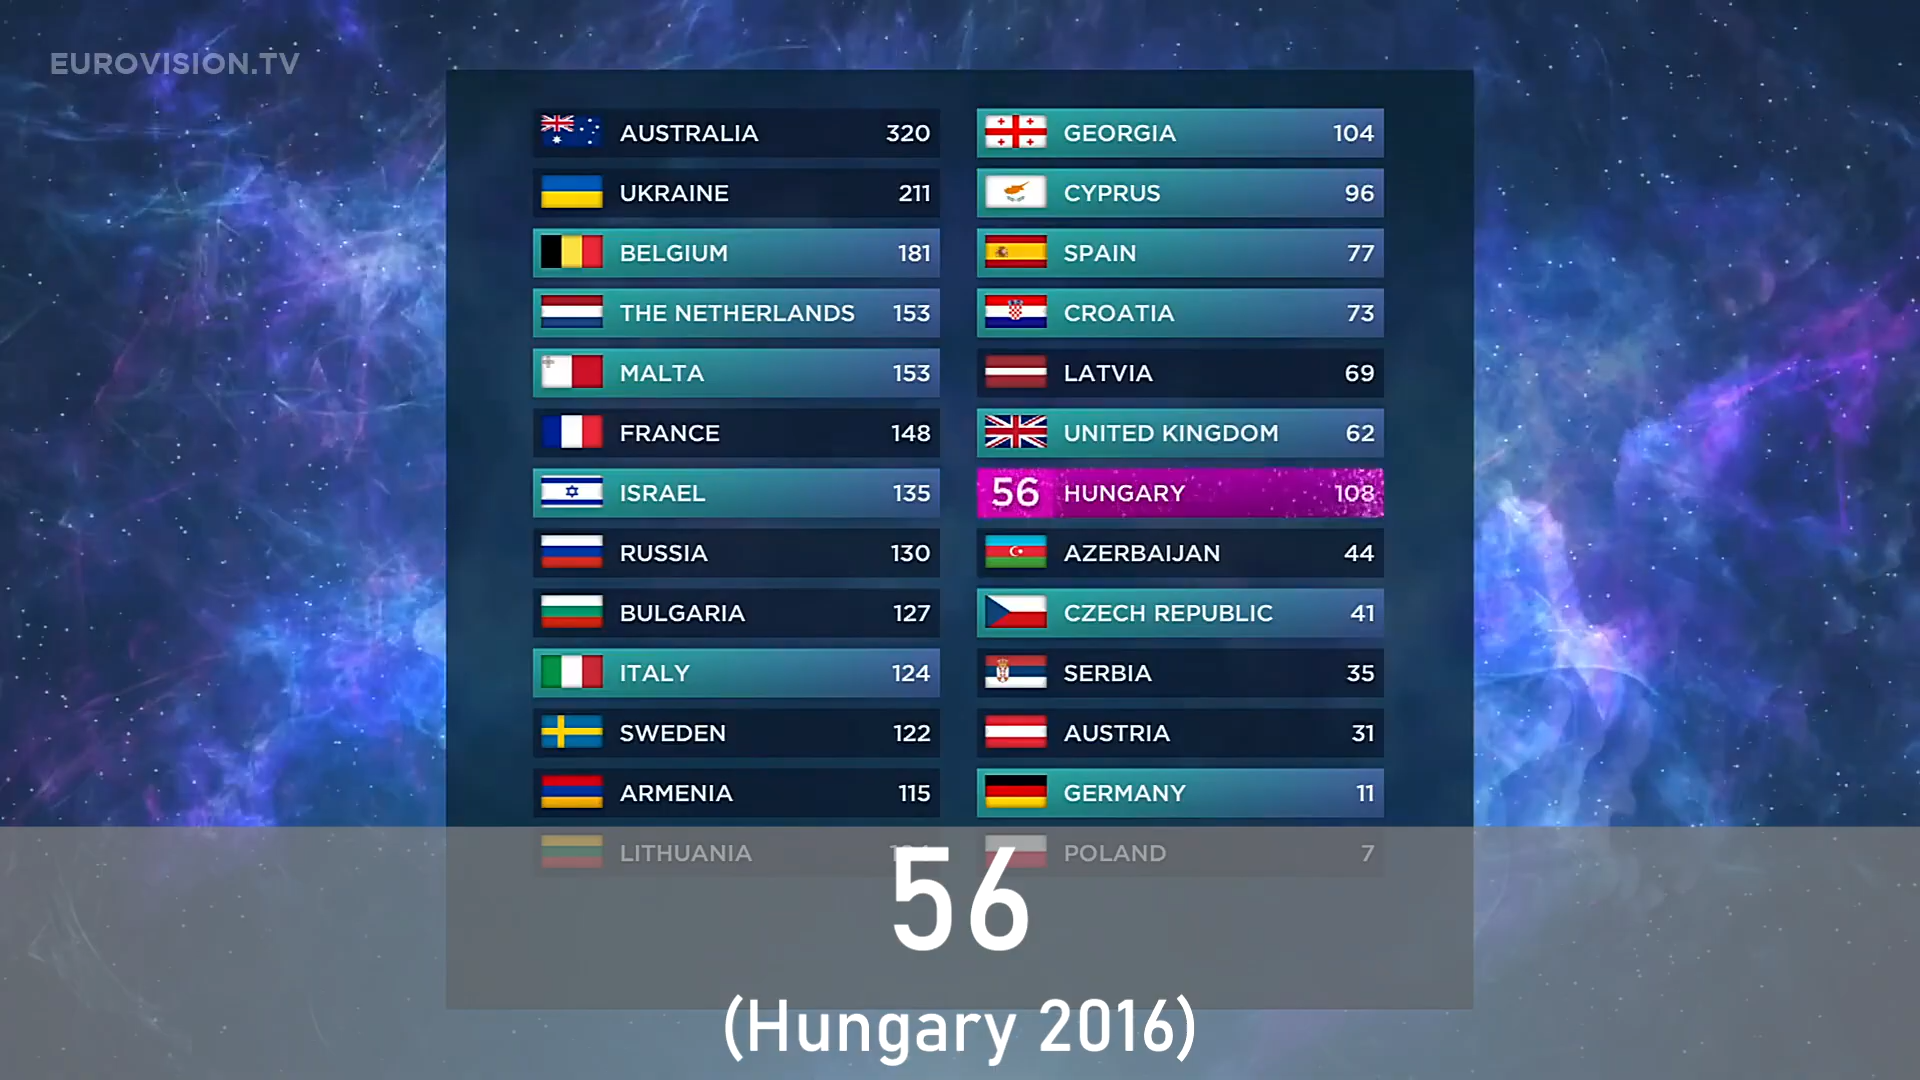 EUROVISION.TV
AUSTRALIA 320
UKRAINE 211
BELGIUM 181
THE NETHERLANDS 153
MALTA 153
FRANCE 148
ISRAEL 135
RUSSIA 130
BULGARIA 127
ITALY 124
SWEDEN 122
ARMENIA 115
LITHUANIA
GEORGIA 104
CYPRUS 96
SPAIN 77
CROATIA 73
LATVIA 69
UNITED KINGDOM 62
56 HUNGARY 108
AZERBAIJAN 44
CZECH REPUBLIC 41
SERBIA 35
AUSTRIA 31
GERMANY 11
POLAND 7
56
(Hungary 2016)